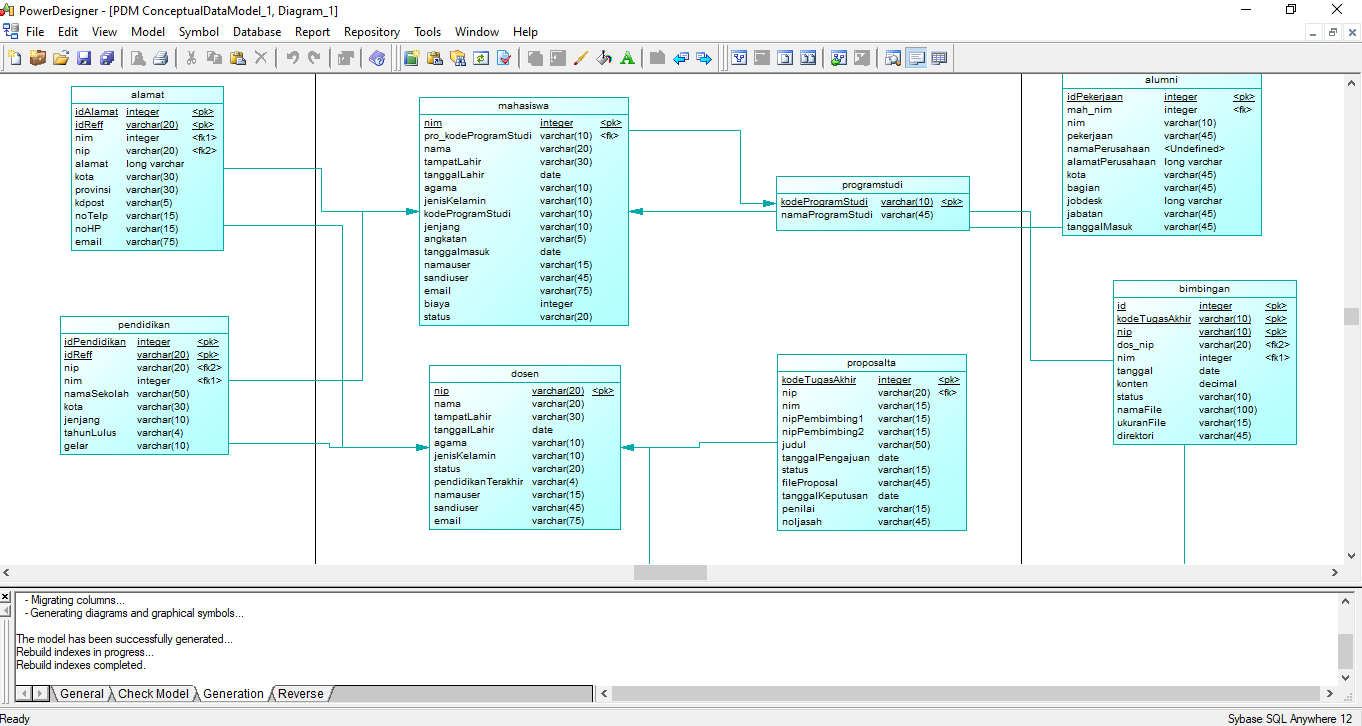 PowerDesigner - [PDM ConceptualDataModel_1, Diagram_1]
File Edit View Model Symbol Database Report Repository Tools Window Help
alamat
idAlamat integer <pk>
idReff varchar(20) <pk>
nim integer <fk1>
nip varchar(20) <fk2>
alamat long varchar
kota varchar(30)
provinsi varchar(30)
kdpost varchar(5)
noTelp varchar(15)
noHP varchar(15)
email varchar(75)
mahasiswa
nim integer <pk>
pro_kodeProgramStudi varchar(10) <fk>
nama varchar(20)
tampatLahir varchar(30)
tanggalLahir date
agama varchar(10)
jenisKelamin varchar(10)
kodeProgramStudi varchar(10)
jenjang varchar(10)
angkatan varchar(5)
tanggalmasuk date
namauser varchar(15)
sandiuser varchar(45)
email varchar(75)
biaya integer
status varchar(20)
programstudi
kodeProgramStudi varchar(10) <pk>
namaProgramStudi varchar(45)
alumni
idPekerjaan integer <pk>
mah_nim integer <fk>
nim varchar(10)
pekerjaan varchar(45)
namaPerusahaan <Undefined>
alamatPerusahaan long varchar
kota varchar(45)
bagian varchar(45)
jobdesk long varchar
jabatan varchar(45)
tanggalMasuk varchar(45)
bimbingan
id integer <pk>
kodeTugasAkhir varchar(10) <pk>
nip varchar(10) <pk>
dos_nip varchar(20) <fk2>
nim integer <fk1>
tanggal date
konten decimal
status varchar(10)
namaFile varchar(100)
ukuranFile varchar(15)
direktori varchar(45)
pendidikan
idPendidikan integer <pk>
idReff varchar(20) <pk>
nip varchar(20) <fk2>
nim integer <fk1>
namaSekolah varchar(50)
kota varchar(30)
jenjang varchar(10)
tahunLulus varchar(4)
gelar varchar(10)
dosen
nip varchar(20) <pk>
nama varchar(20)
tampatLahir varchar(30)
tanggalLahir date
agama varchar(10)
jenisKelamin varchar(10)
status varchar(20)
pendidikanTerakhir varchar(4)
namauser varchar(15)
sandiuser varchar(45)
email varchar(75)
proposalta
kodeTugasAkhir integer <pk>
nip varchar(20) <fk>
nim varchar(15)
nipPembimbing1 varchar(15)
nipPembimbing2 varchar(15)
judul varchar(50)
tanggalPengajuan date
status varchar(15)
fileProposal varchar(45)
tanggalKeputusan date
penilai varchar(15)
noIjasah varchar(45)
- Migrating columns...
- Generating diagrams and graphical symbols...
The model has been successfully generated...
Rebuild indexes in progress...
Rebuild indexes completed.
General Check Model Generation Reverse
Ready Sybase SQL Anywhere 12